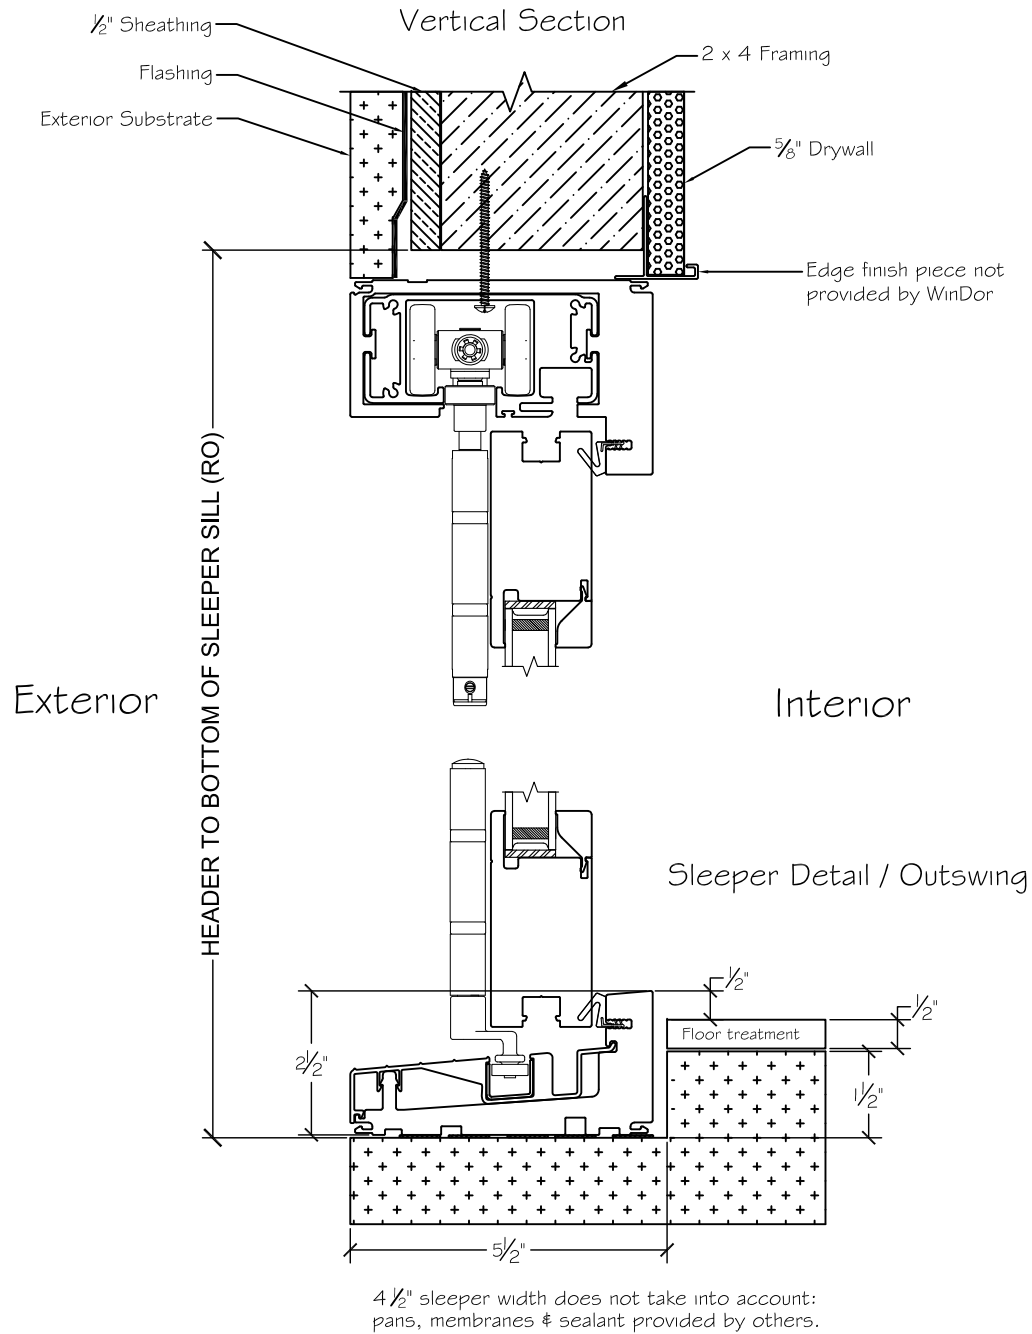 Vertical Section
½" Sheathing
2 x 4 Framing
Flashing
Exterior Substrate
⅝" Drywall
Edge finish piece not
provided by WinDor
HEADER TO BOTTOM OF SLEEPER SILL (RO)
Exterior
Interior
Sleeper Detail / Outswing
½"
½"
Floor treatment
2½"
1½"
5½"
4 ½" sleeper width does not take into account:
pans, membranes & sealant provided by others.